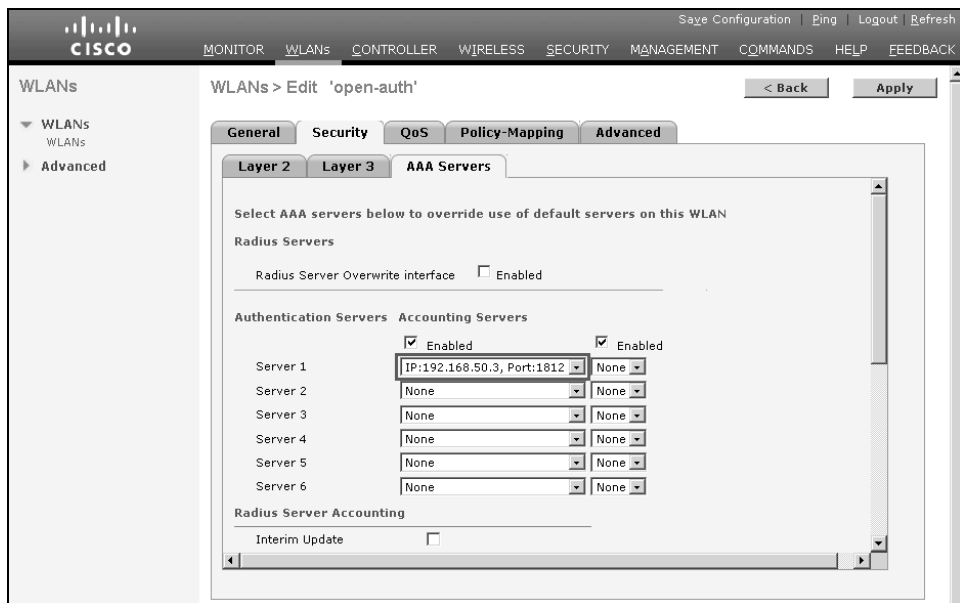 Save Configuration | Ping | Logout | Refresh
CISCO
MONITOR WLANs CONTROLLER WIRELESS SECURITY MANAGEMENT COMMANDS HELP FEEDBACK
WLANs
WLANs
WLANs
Advanced
WLANs > Edit 'open-auth'
< Back
Apply
General Security QoS Policy-Mapping Advanced
Layer 2 Layer 3 AAA Servers
Select AAA servers below to override use of default servers on this WLAN
Radius Servers
Radius Server Overwrite interface Enabled
Authentication Servers Accounting Servers
Enabled Enabled
Server 1 IP:192.168.50.3, Port:1812 None
Server 2 None None
Server 3 None None
Server 4 None None
Server 5 None None
Server 6 None None
Radius Server Accounting
Interim Update